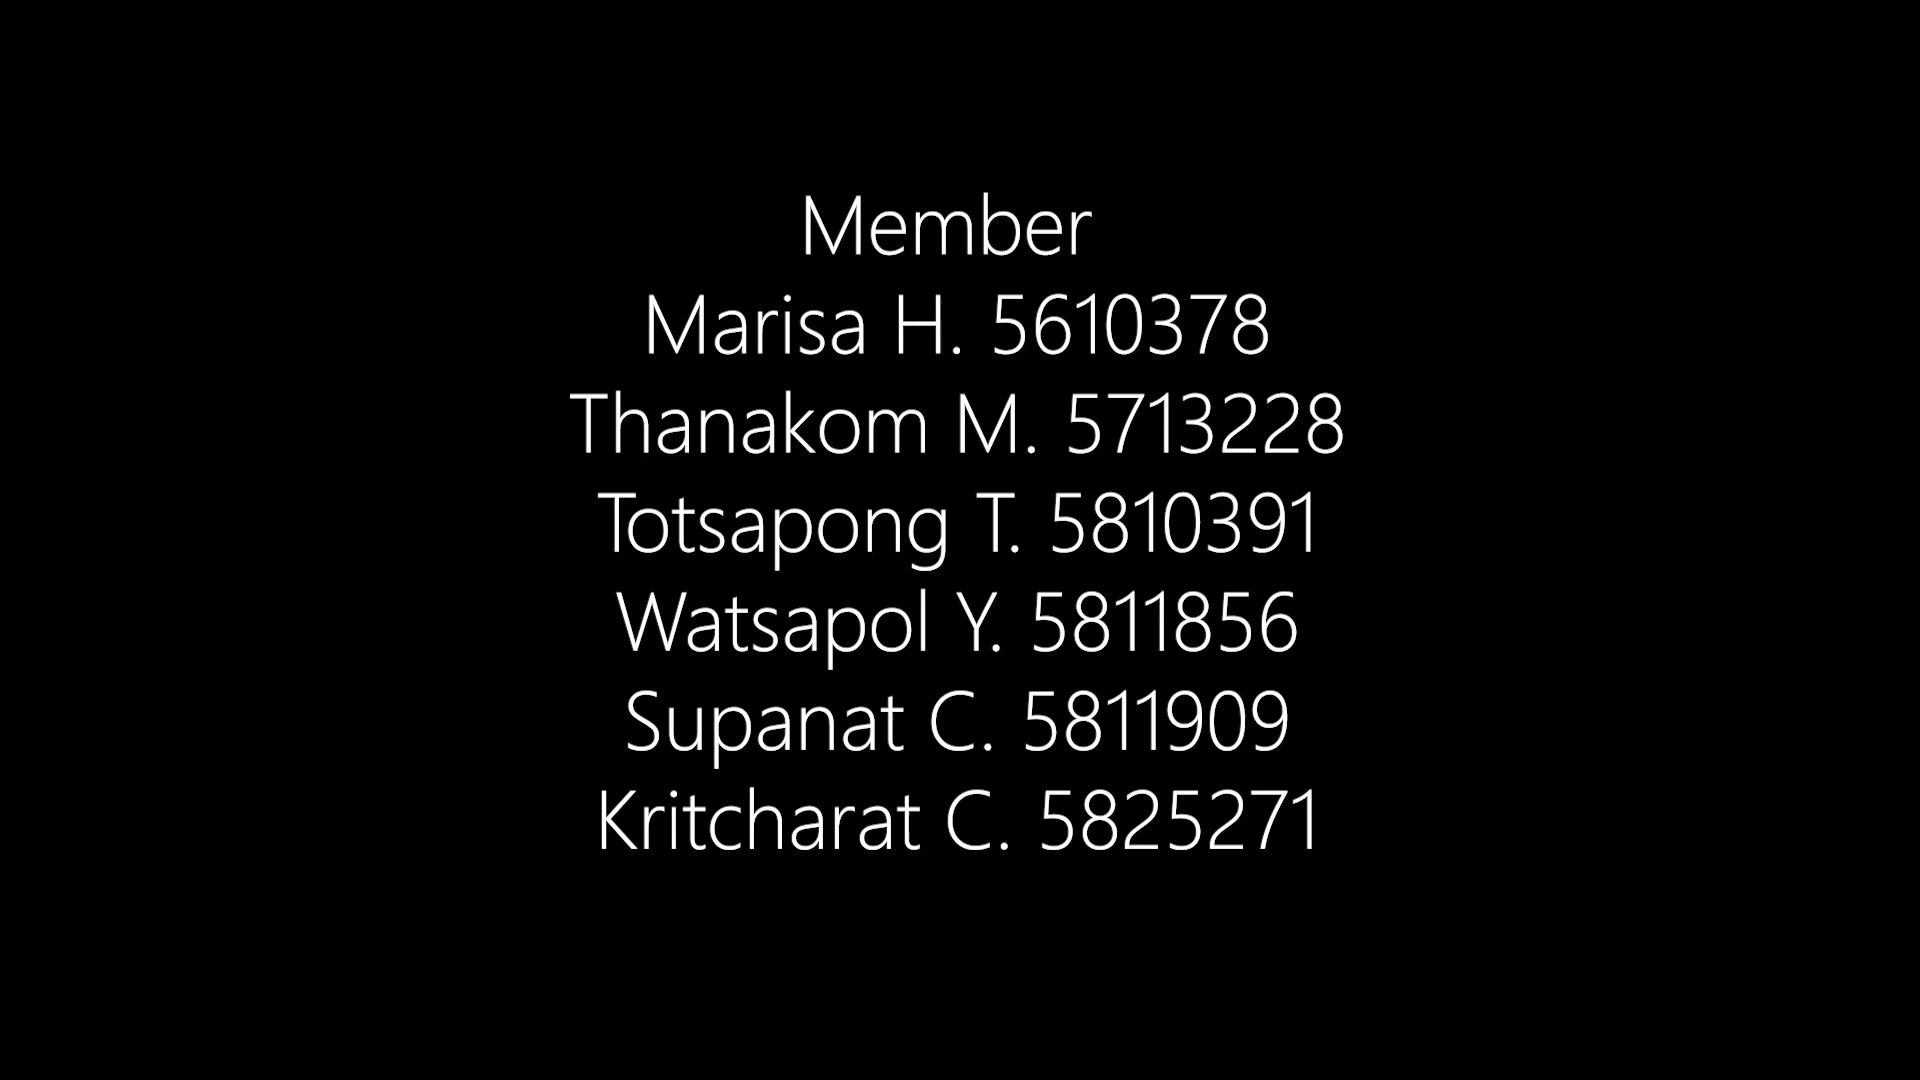 Member
Marisa H. 5610378
Thanakom M. 5713228
Totsapong T. 5810391
Watsapol Y. 5811856
Supanat C. 5811909
Kritcharat C. 5825271